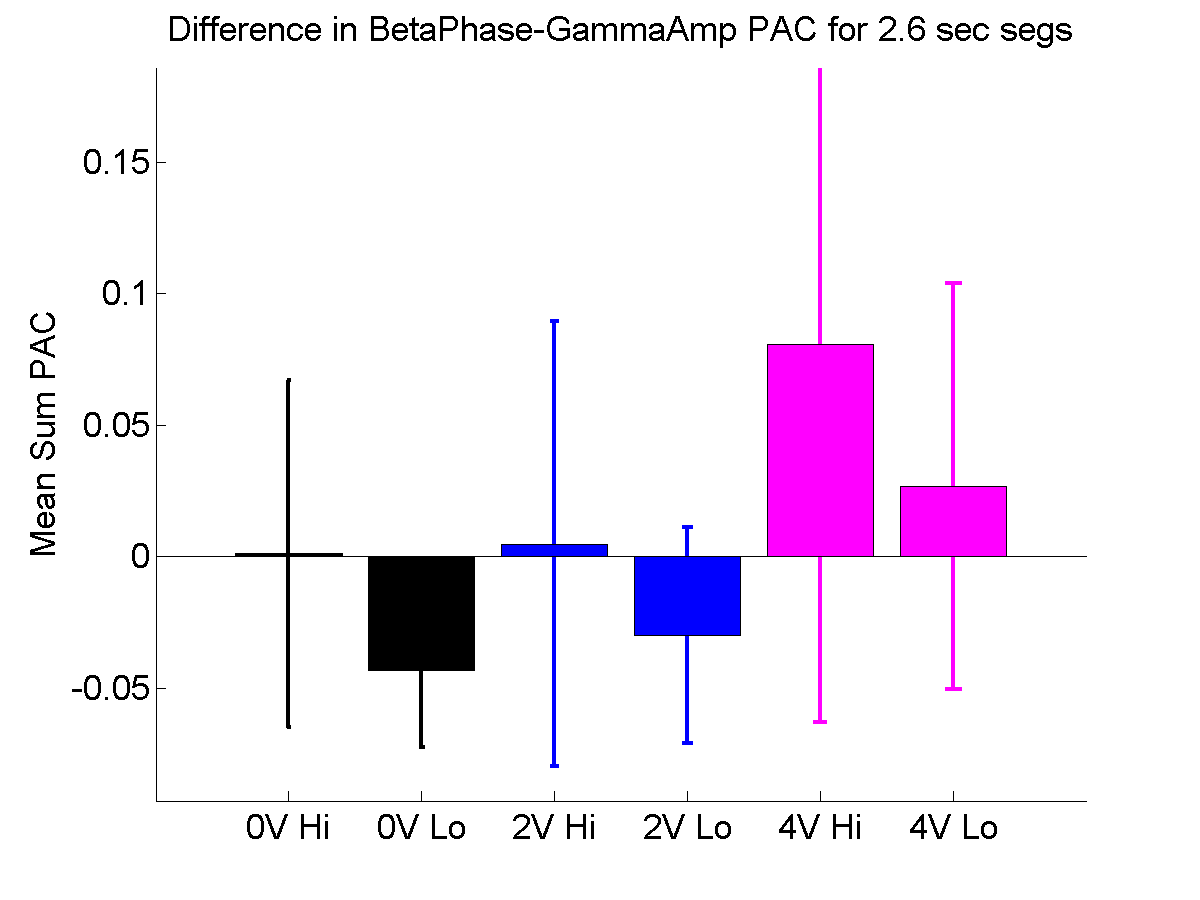 Difference in BetaPhase-GammaAmp PAC for 2.6 sec segs
Mean Sum PAC
0.15
0.1
0.05
0
-0.05
0V Hi 0V Lo 2V Hi 2V Lo 4V Hi 4V Lo